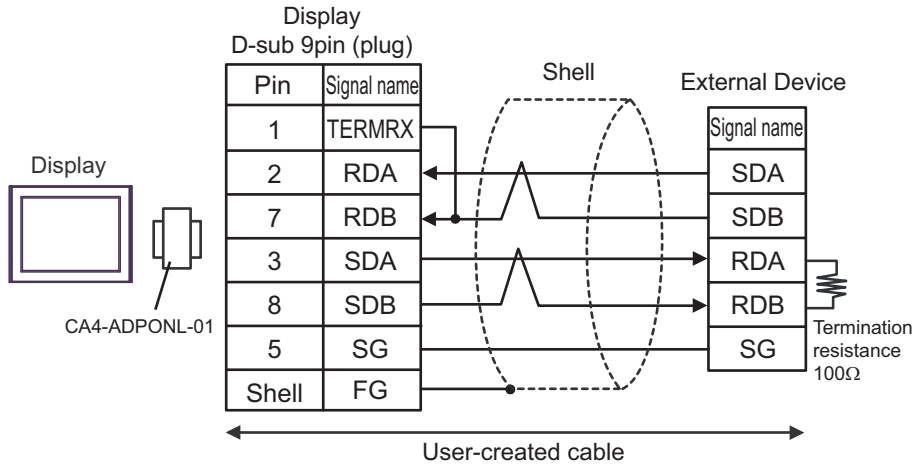 Display
D-sub 9pin (plug)
Shell
External Device
Pin Signal name
Signal name
1 TERMRX
Display
2 RDA
SDA
7 RDB
SDB
3 SDA
RDA
8 SDB
RDB
CA4-ADPONL-01
5 SG
SG
Termination
resistance
100Ω
Shell FG
User-created cable